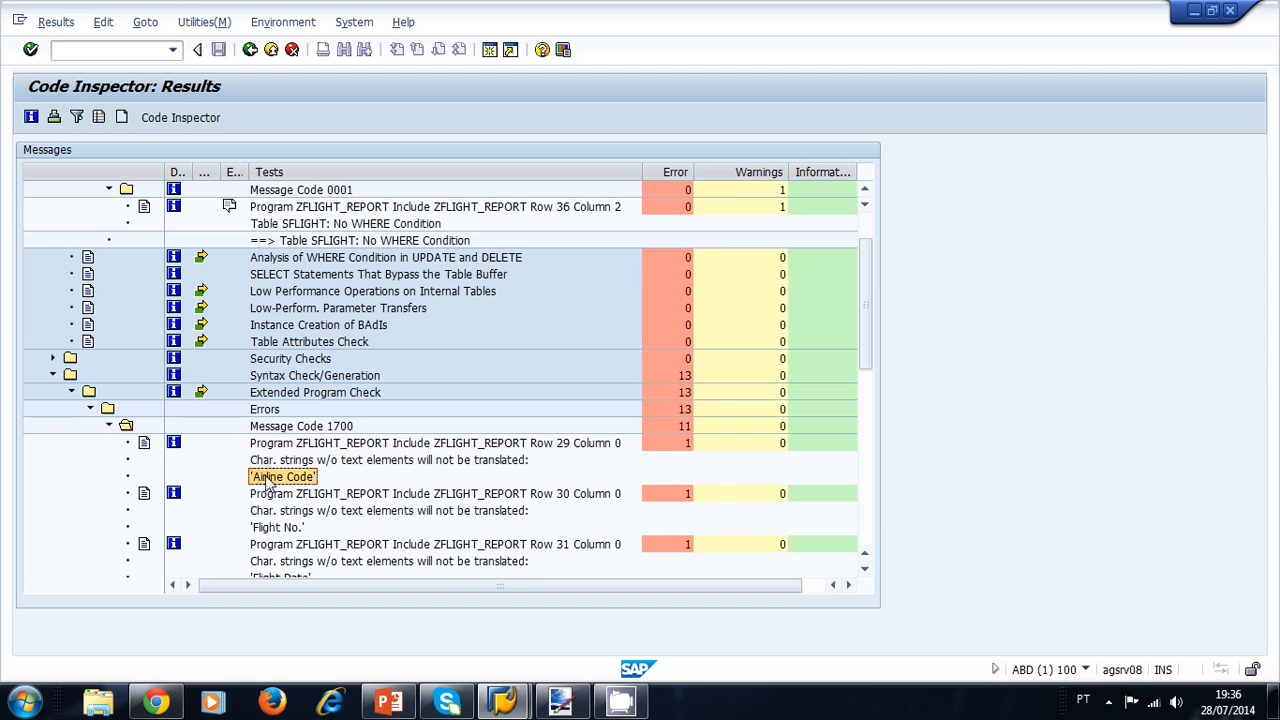 Results Edit Goto Utilities(M) Environment System Help
Code Inspector: Results
Code Inspector
Messages
D.. ... E... Tests Error Warnings Informat...
Message Code 0001 0 1
Program ZFLIGHT_REPORT Include ZFLIGHT_REPORT Row 36 Column 2 0 1
Table SFLIGHT: No WHERE Condition
==> Table SFLIGHT: No WHERE Condition
Analysis of WHERE Condition in UPDATE and DELETE 0 0
SELECT Statements That Bypass the Table Buffer 0 0
Low Performance Operations on Internal Tables 0 0
Low-Perform. Parameter Transfers 0 0
Instance Creation of BAdIs 0 0
Table Attributes Check 0 0
Security Checks 0 0
Syntax Check/Generation 13 0
Extended Program Check 13 0
Errors 13 0
Message Code 1700 11 0
Program ZFLIGHT_REPORT Include ZFLIGHT_REPORT Row 29 Column 0 1 0
Char. strings w/o text elements will not be translated:
'Airline Code'
Program ZFLIGHT_REPORT Include ZFLIGHT_REPORT Row 30 Column 0 1 0
Char. strings w/o text elements will not be translated:
'Flight No.'
Program ZFLIGHT_REPORT Include ZFLIGHT_REPORT Row 31 Column 0 1 0
Char. strings w/o text elements will not be translated:
'Flight Date'
SAP
ABD (1) 100 agsrv08 INS
PT 19:36
28/07/2014